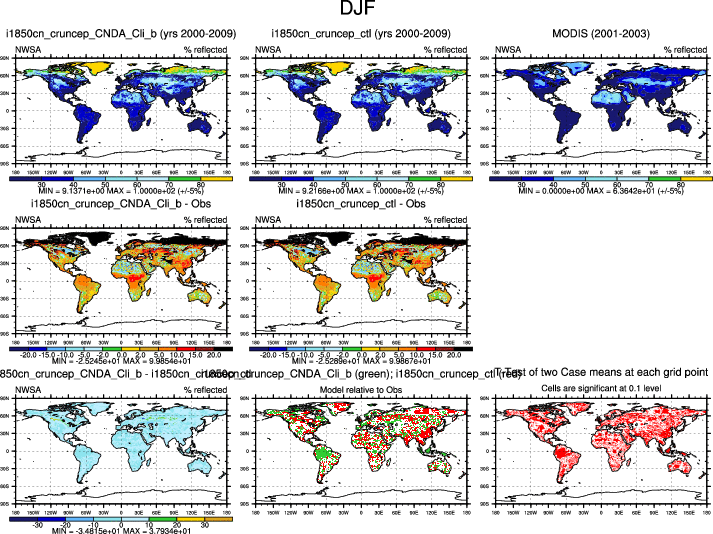 DJF
i1850cn_cruncep_CNDA_Cli_b (yrs 2000-2009)
NWSA % reflected
90N
60N
30N
0
30S
60S
90S
180 150W 120W 90W 60W 30W 0 30E 60E 90E 120E 150E 180
30 40 50 60 70 80
MIN = 9.1371e+00 MAX = 1.0000e+02 (+/-5%)
i1850cn_cruncep_ctl (yrs 2000-2009)
NWSA % reflected
90N
60N
30N
0
30S
60S
90S
180 150W 120W 90W 60W 30W 0 30E 60E 90E 120E 150E 180
30 40 50 60 70 80
MIN = 9.2166e+00 MAX = 1.0000e+02 (+/-5%)
MODIS (2001-2003)
NWSA % reflected
90N
60N
30N
0
30S
60S
90S
180 150W 120W 90W 60W 30W 0 30E 60E 90E 120E 150E 180
30 40 50 60 70 80
MIN = 0.0000e+00 MAX = 6.3642e+01 (+/-5%)
i1850cn_cruncep_CNDA_Cli_b - Obs
NWSA % reflected
90N
60N
30N
0
30S
60S
90S
180 150W 120W 90W 60W 30W 0 30E 60E 90E 120E 150E 180
-20.0 -15.0 -10.0 -5.0 -2.0 0.0 2.0 5.0 10.0 15.0 20.0
MIN = -2.5245e+01 MAX = 9.9854e+01
i1850cn_cruncep_ctl - Obs
NWSA % reflected
90N
60N
30N
0
30S
60S
90S
180 150W 120W 90W 60W 30W 0 30E 60E 90E 120E 150E 180
-20.0 -15.0 -10.0 -5.0 -2.0 0.0 2.0 5.0 10.0 15.0 20.0
MIN = -2.5289e+01 MAX = 9.9867e+01
850cn_cruncep_CNDA_Cli_b - i1850cn_cruncep_ctl
NWSA % reflected
90N
60N
30N
0
30S
60S
90S
180 150W 120W 90W 60W 30W 0 30E 60E 90E 120E 150E 180
-30 -20 -10 0 10 20 30
MIN = -3.4815e+01 MAX = 3.7934e+01
i1850cn_cruncep_CNDA_Cli_b (green); i1850cn_cruncep_ctl (red)
Model relative to Obs
90N
60N
30N
0
30S
60S
90S
180 150W 120W 90W 60W 30W 0 30E 60E 90E 120E 150E 180
T-Test of two Case means at each grid point
Cells are significant at 0.1 level
90N
60N
30N
0
30S
60S
90S
180 150W 120W 90W 60W 30W 0 30E 60E 90E 120E 150E 180